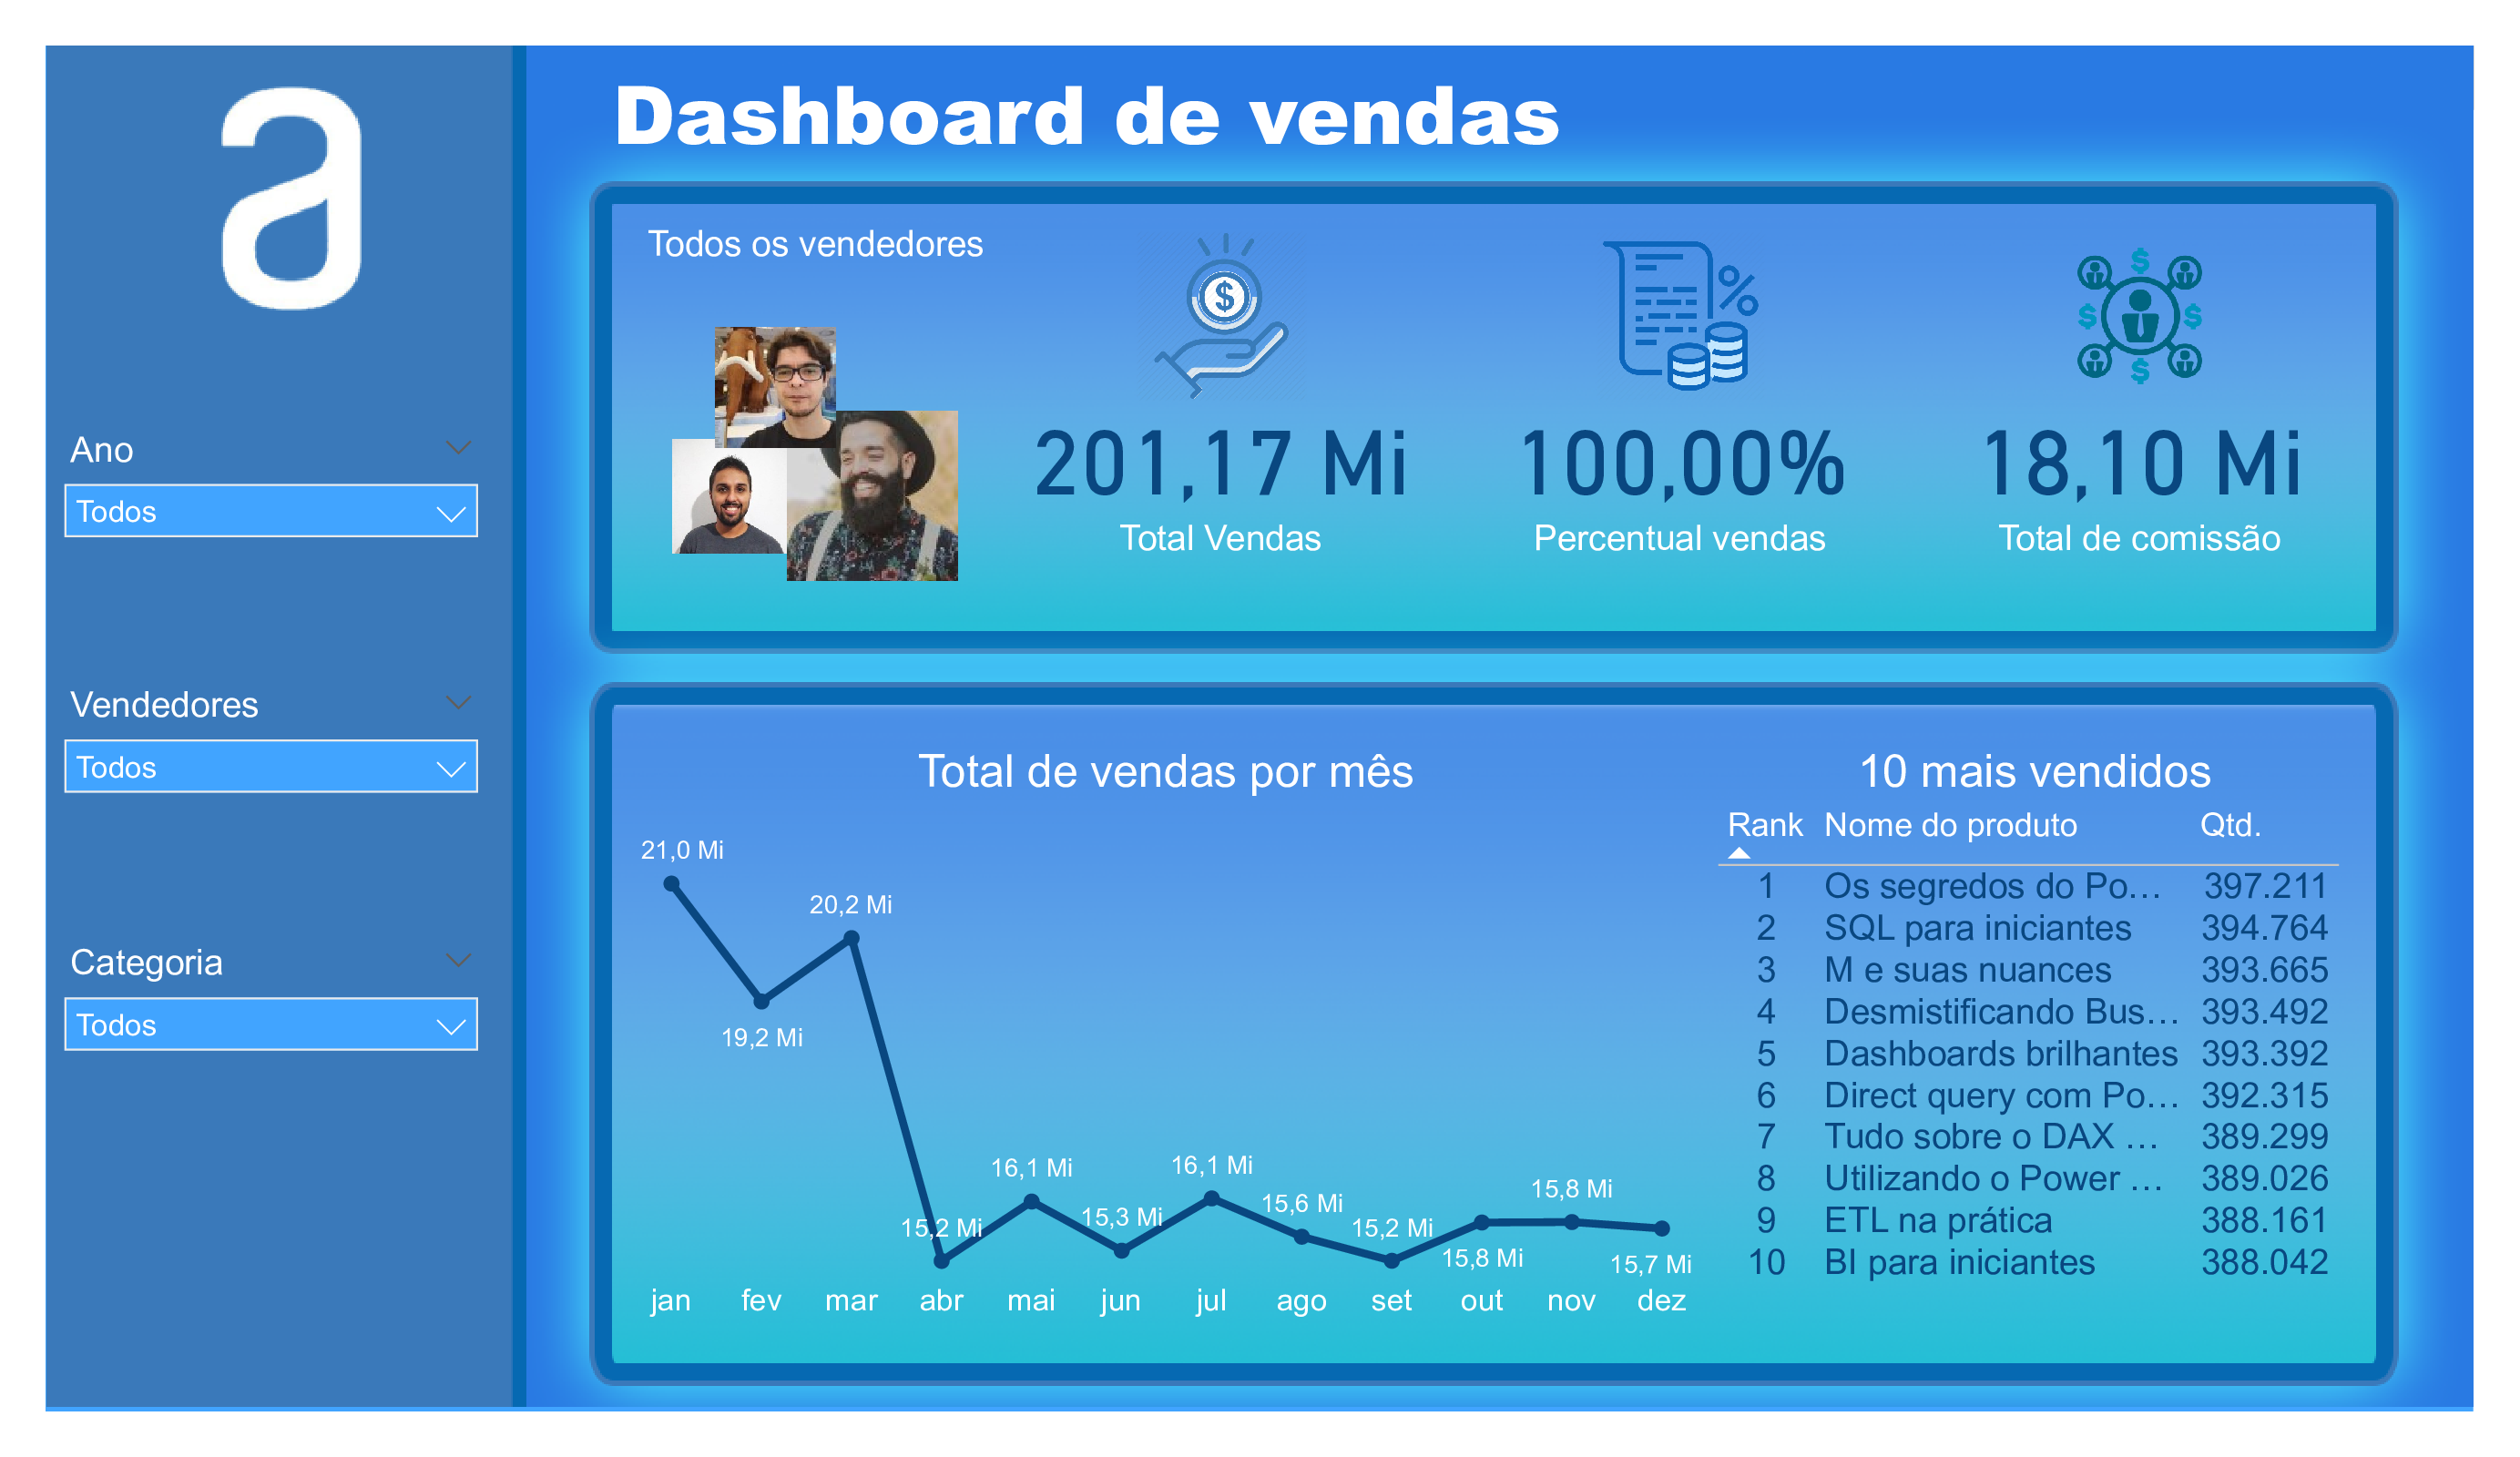 a
Dashboard de vendas
Ano
Todos
Vendedores
Todos
Categoria
Todos
Todos os vendedores
201,17 Mi
Total Vendas
100,00%
Percentual vendas
18,10 Mi
Total de comissão
Total de vendas por mês
21,0 Mi
19,2 Mi
20,2 Mi
15,2 Mi
16,1 Mi
15,3 Mi
16,1 Mi
15,6 Mi
15,2 Mi
15,8 Mi
15,8 Mi
15,7 Mi
jan fev mar abr mai jun jul ago set out nov dez
10 mais vendidos
Rank Nome do produto Qtd.
1 Os segredos do Po... 397.211
2 SQL para iniciantes 394.764
3 M e suas nuances 393.665
4 Desmistificando Bus... 393.492
5 Dashboards brilhantes 393.392
6 Direct query com Po... 392.315
7 Tudo sobre o DAX ... 389.299
8 Utilizando o Power ... 389.026
9 ETL na prática 388.161
10 BI para iniciantes 388.042